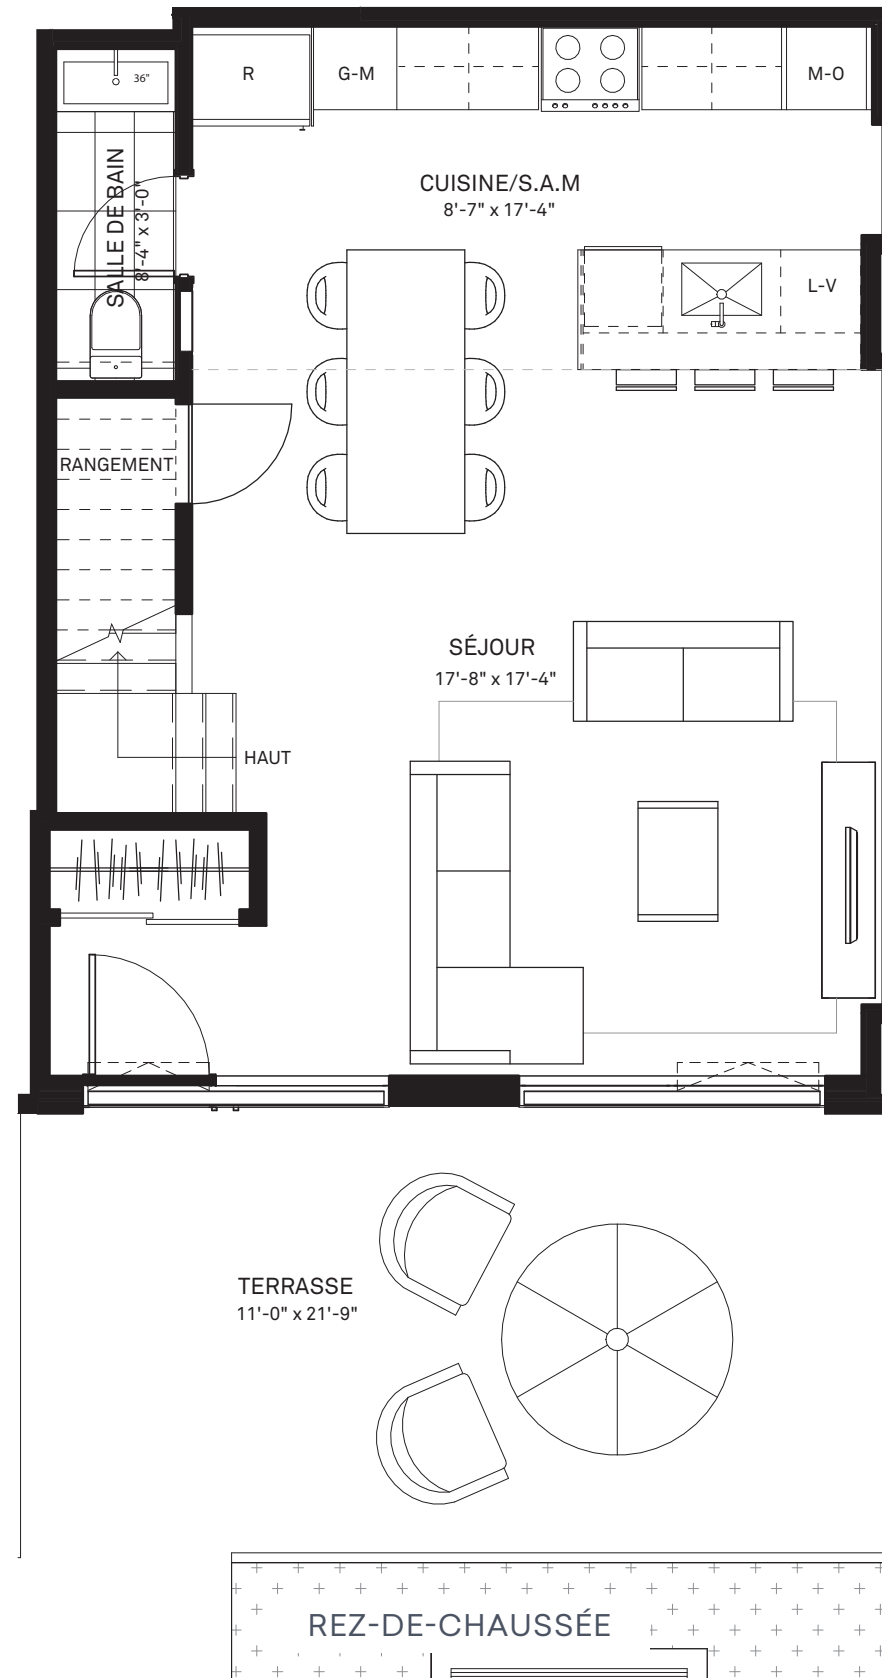 R
G-M
M-O
36"
SALLE DE BAIN
8'-4" x 3'-0"
CUISINE/S.A.M
8'-7" x 17'-4"
L-V
RANGEMENT
SÉJOUR
17'-8" x 17'-4"
HAUT
TERRASSE
11'-0" x 21'-9"
REZ-DE-CHAUSSÉE